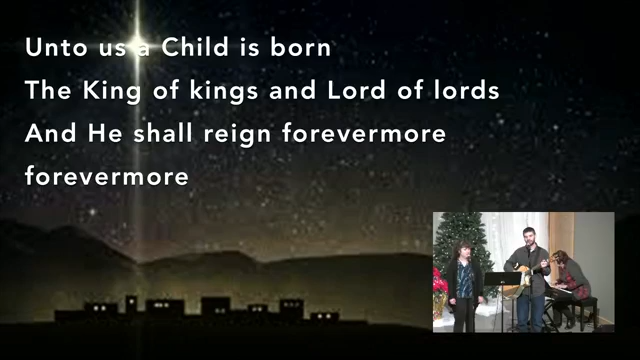 Unto us a Child is born
The King of kings and Lord of lords
And He shall reign forevermore
forevermore